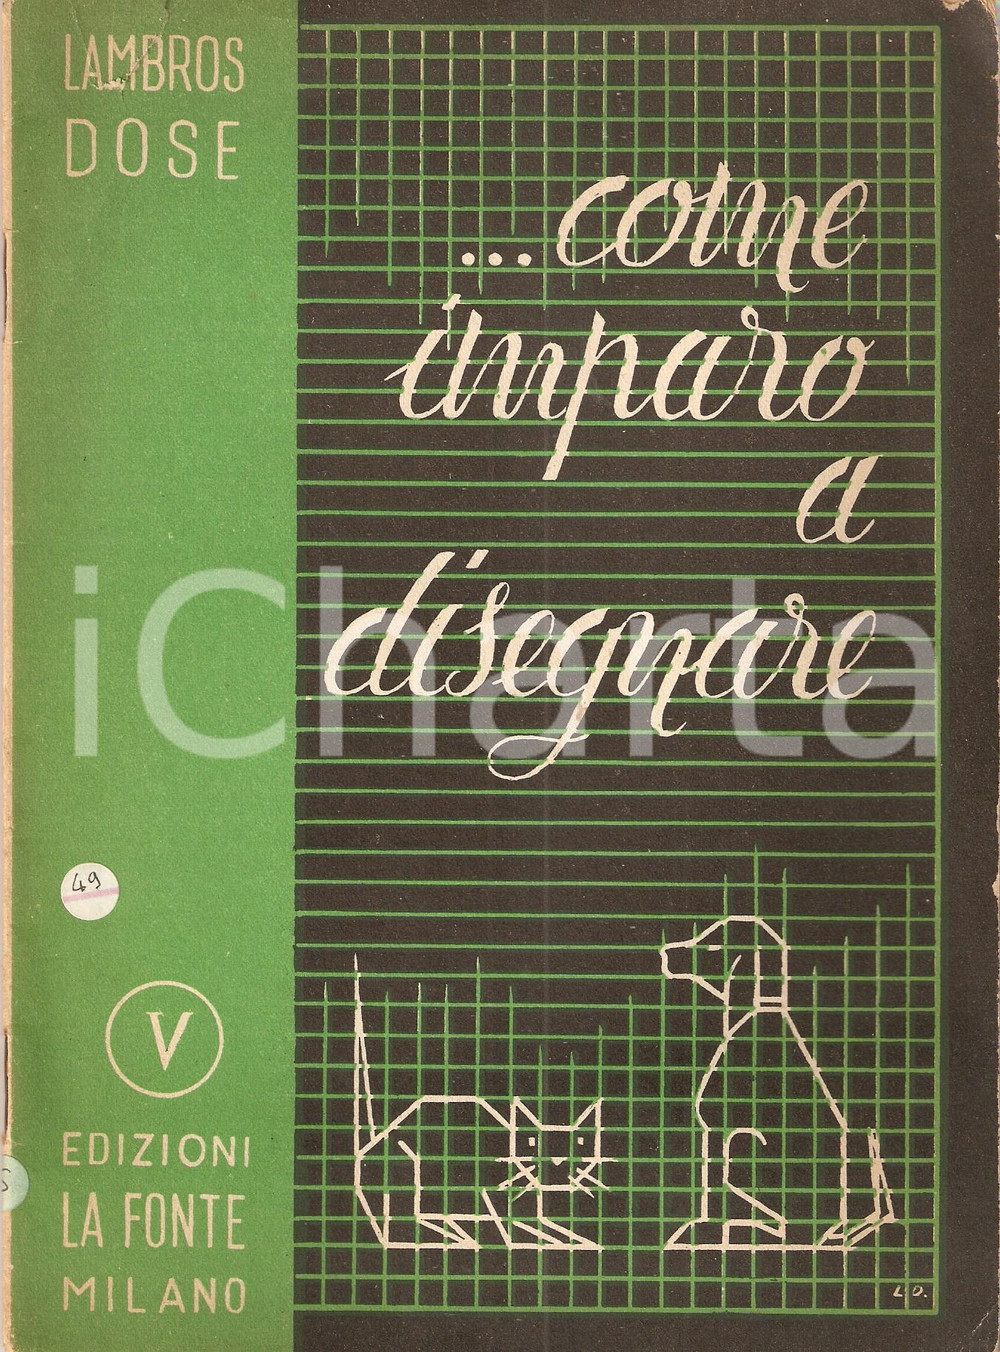 LAMBROS
DOSE
...come
imparo
a
disegnare
iCharta
49
V
EDIZIONI
LA FONTE
MILANO
S
L D.